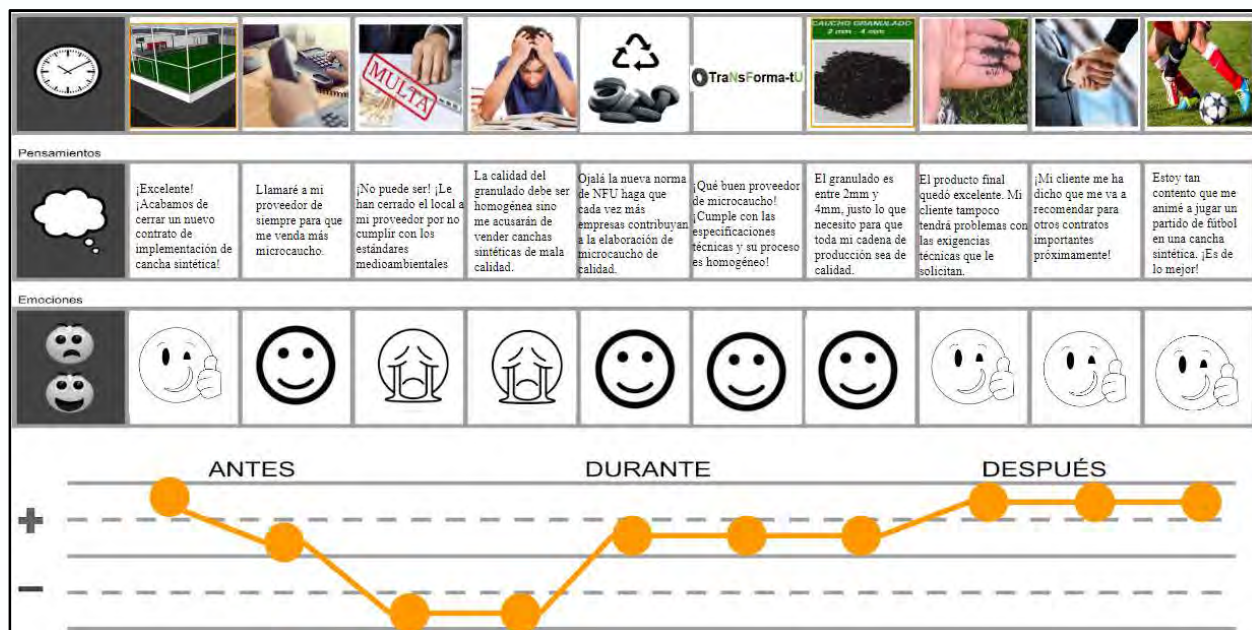 MULTA
TraNsForma-tU
CAUCHO GRANULADO
2 mm - 4 mm
Pensamientos
¡Excelente!
¡Acabamos de
cerrar un nuevo
contrato de
implementación de
cancha sintética!
Llamaré a mi
proveedor de
siempre para que
me venda más
microcaucho.
¡No puede ser! ¡Le
han cerrado el local a
mi proveedor por no
cumplir con los
estándares
medioambientales
La calidad del
granulado debe ser
homogénea sino
me acusarán de
vender canchas
sintéticas de mala
calidad.
Ojalá la nueva norma
de NFU haga que
cada vez más
empresas contribuyan
a la elaboración de
microcaucho de
calidad.
¡Qué buen proveedor
de microcaucho!
¡Cumple con las
especificaciones
técnicas y su proceso
es homogéneo!
El granulado es
entre 2mm y
4mm, justo lo que
necesito para que
toda mi cadena de
producción sea de
calidad.
El producto final
quedó excelente. Mi
cliente tampoco
tendrá problemas con
las exigencias
técnicas que le
solicitan.
¡Mi cliente me ha
dicho que me va a
recomendar para
otros contratos
importantes
próximamente!
Estoy tan
contento que me
animé a jugar un
partido de fútbol
en una cancha
sintética. ¡Es de
lo mejor!
Emociones
ANTES
DURANTE
DESPUÉS
+
−